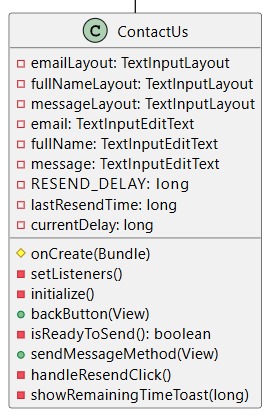 C ContactUs
emailLayout: TextInputLayout
fullNameLayout: TextInputLayout
messageLayout: TextInputLayout
email: TextInputEditText
fullName: TextInputEditText
message: TextInputEditText
RESEND_DELAY: long
lastResendTime: long
currentDelay: long
onCreate(Bundle)
setListeners()
initialize()
backButton(View)
isReadyToSend(): boolean
sendMessageMethod(View)
handleResendClick()
showRemainingTimeToast(long)